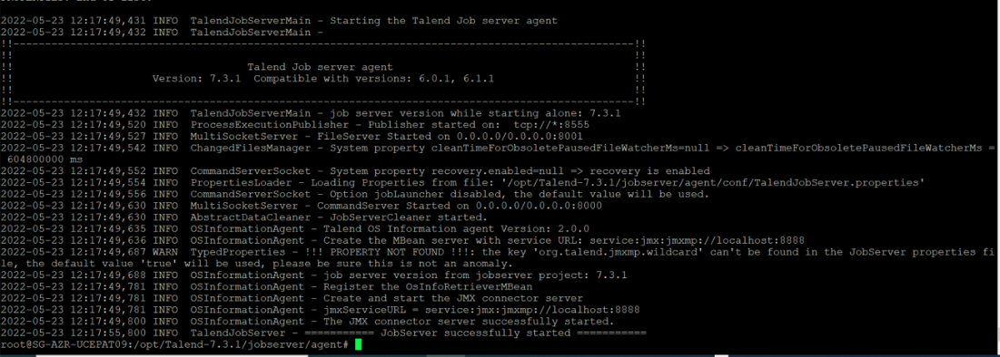 2022-05-23 12:17:49,431 INFO  TalendJobServerMain - Starting the Talend Job server agent
2022-05-23 12:17:49,432 INFO  TalendJobServerMain -
!!-------------------------------------------------------------------------------------------------------!!
!! !!
!! Talend Job server agent !!
!! Version: 7.3.1  Compatible with versions: 6.0.1, 6.1.1 !!
!! !!
!!-------------------------------------------------------------------------------------------------------!!
2022-05-23 12:17:49,432 INFO  TalendJobServerMain - job server version while starting alone: 7.3.1
2022-05-23 12:17:49,520 INFO  ProcessExecutionPublisher - Publisher started on:  tcp://*:8555
2022-05-23 12:17:49,527 INFO  MultiSocketServer - FileServer Started on 0.0.0.0/0.0.0.0:8001
2022-05-23 12:17:49,542 INFO  ChangedFilesManager - System property cleanTimeForObsoletePausedFileWatcherMs=null => cleanTimeForObsoletePausedFileWatcherMs =
 604800000 ms
2022-05-23 12:17:49,552 INFO  CommandServerSocket - System property recovery.enabled=null => recovery is enabled
2022-05-23 12:17:49,554 INFO  PropertiesLoader - Loading Properties from file: '/opt/Talend-7.3.1/jobserver/agent/conf/TalendJobServer.properties'
2022-05-23 12:17:49,556 INFO  CommandServerSocket - Option jobLauncher disabled, the default value will be used.
2022-05-23 12:17:49,630 INFO  MultiSocketServer - CommandServer Started on 0.0.0.0/0.0.0.0:8000
2022-05-23 12:17:49,630 INFO  AbstractDataCleaner - JobServerCleaner started.
2022-05-23 12:17:49,635 INFO  OSInformationAgent - Talend OS Information agent Version: 2.0.0
2022-05-23 12:17:49,636 INFO  OSInformationAgent - Create the MBean server with service URL: service:jmx:jmxmp://localhost:8888
2022-05-23 12:17:49,687 WARN  TypedProperties - !!! PROPERTY NOT FOUND !!!: the key 'org.talend.jmxmp.wildcard' can't be found in the JobServer properties fi
le, the default value 'true' will be used, please be sure this is not an anomaly.
2022-05-23 12:17:49,688 INFO  OSInformationAgent - job server version from jobserver project: 7.3.1
2022-05-23 12:17:49,781 INFO  OSInformationAgent - Register the OsInfoRetrieverMBean
2022-05-23 12:17:49,781 INFO  OSInformationAgent - Create and start the JMX connector server
2022-05-23 12:17:49,781 INFO  OSInformationAgent - jmxServiceURL = service:jmx:jmxmp://localhost:8888
2022-05-23 12:17:49,800 INFO  OSInformationAgent - The JMX connector server successfully started.
2022-05-23 12:17:55,800 INFO  TalendJobServer - =========== JobServer successfully started ===========
root@SG-AZR-UCEPAT09:/opt/Talend-7.3.1/jobserver/agent#